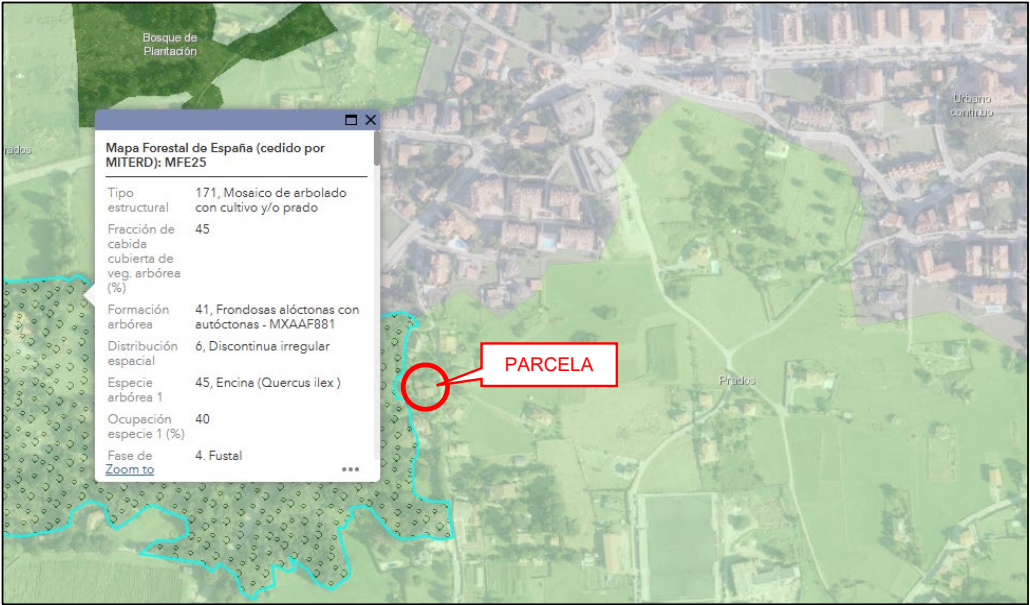 Bosque de
Plantación
Urbano
continuo
rados
Mapa Forestal de España (cedido por
MITERD): MFE25
Tipo
estructural
171, Mosaico de arbolado
con cultivo y/o prado
Fracción de
cabida
cubierta de
veg. arbórea
(%)
45
Formación
arbórea
41, Frondosas alóctonas con
autóctonas - MXAAF881
Distribución
espacial
6, Discontinua irregular
Especie
arbórea 1
45, Encina (Quercus ilex )
Ocupación
especie 1 (%)
40
Fase de
4. Fustal
Zoom to
PARCELA
Prados